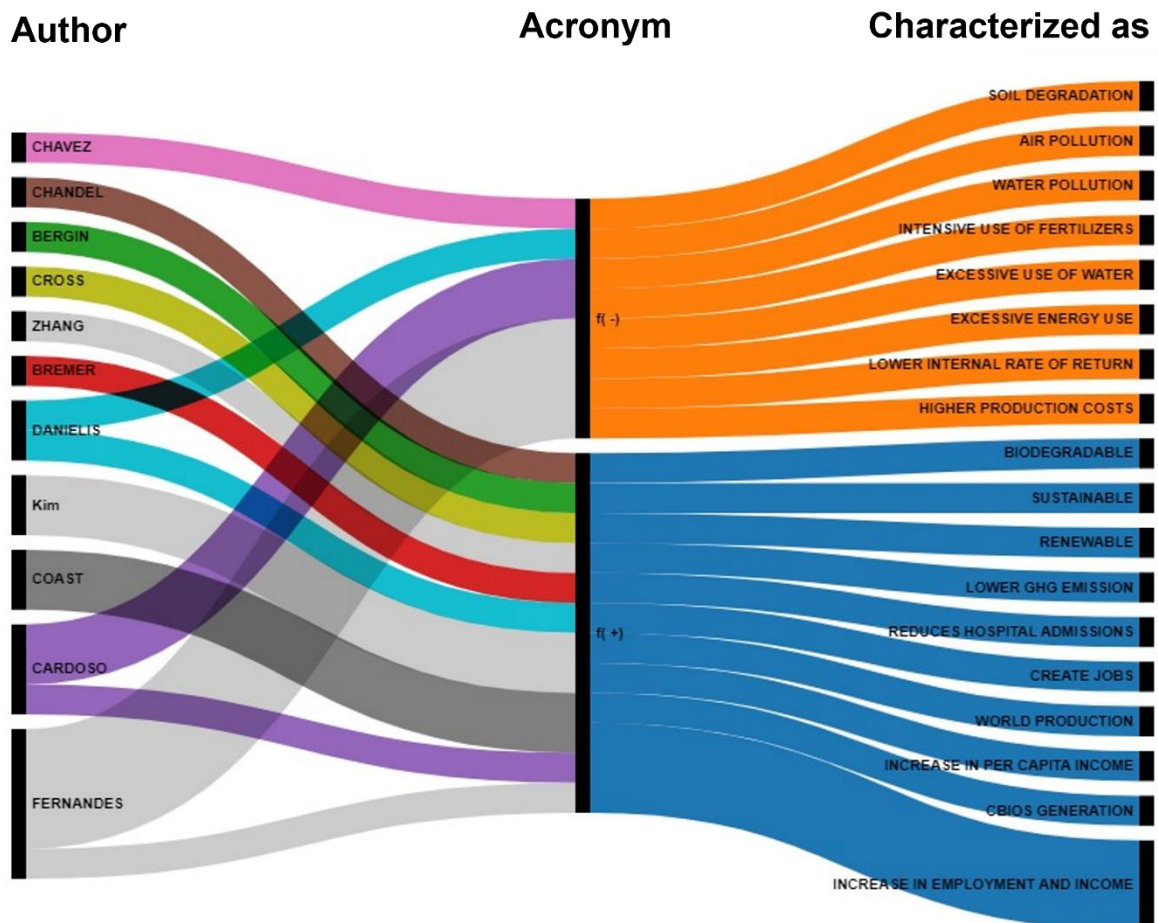 Author
Acronym
Characterized as
CHAVEZ
CHANDEL
BERGIN
CROSS
ZHANG
BREMER
DANIELIS
Kim
COAST
CARDOSO
FERNANDES
f( -)
f( +)
SOIL DEGRADATION
AIR POLLUTION
WATER POLLUTION
INTENSIVE USE OF FERTILIZERS
EXCESSIVE USE OF WATER
EXCESSIVE ENERGY USE
LOWER INTERNAL RATE OF RETURN
HIGHER PRODUCTION COSTS
BIODEGRADABLE
SUSTAINABLE
RENEWABLE
LOWER GHG EMISSION
REDUCES HOSPITAL ADMISSIONS
CREATE JOBS
WORLD PRODUCTION
INCREASE IN PER CAPITA INCOME
CBIOS GENERATION
INCREASE IN EMPLOYMENT AND INCOME